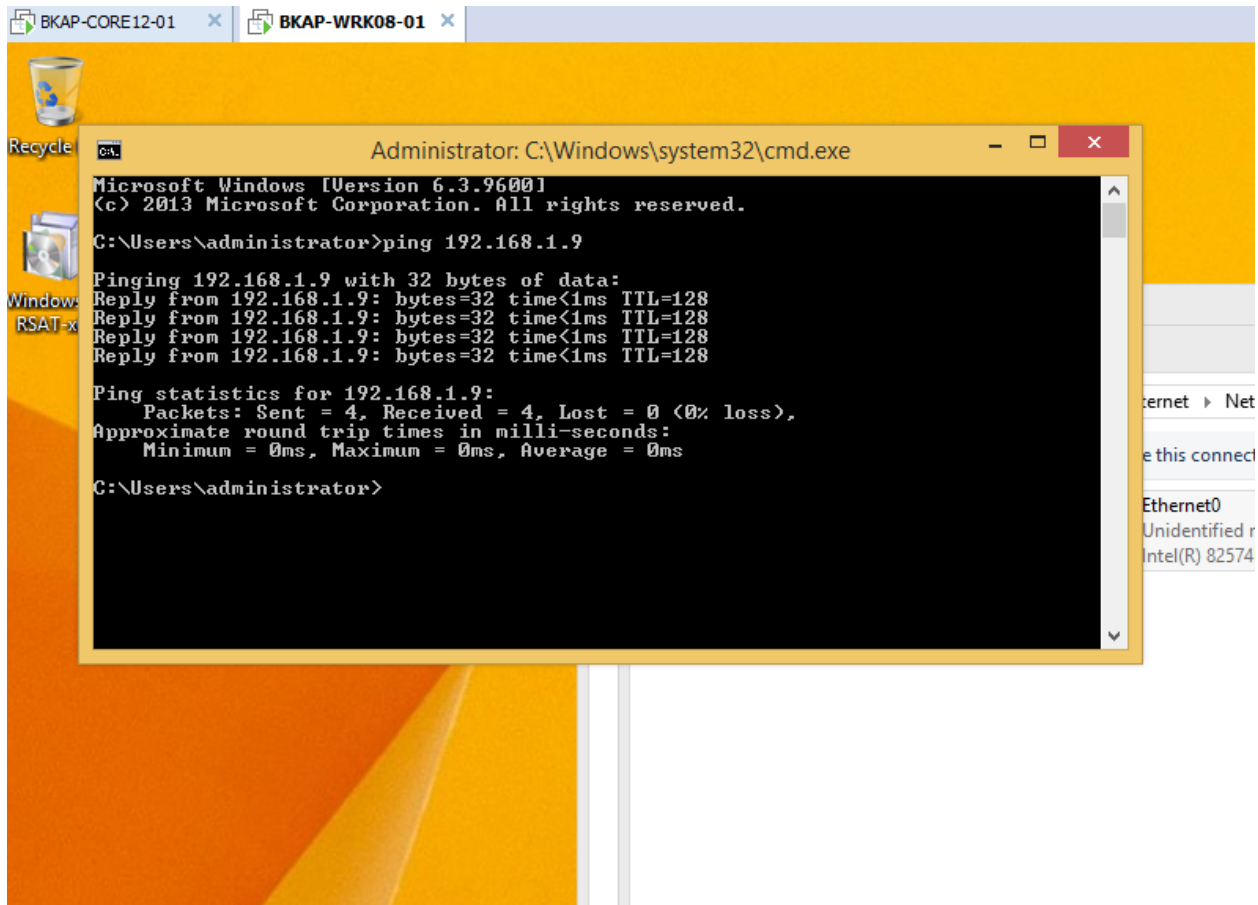 BKAP-CORE12-01
BKAP-WRK08-01
Recycle
Administrator: C:\Windows\system32\cmd.exe
Microsoft Windows [Version 6.3.9600]
(c) 2013 Microsoft Corporation. All rights reserved.
C:\Users\administrator>ping 192.168.1.9
Pinging 192.168.1.9 with 32 bytes of data:
Reply from 192.168.1.9: bytes=32 time<1ms TTL=128
Reply from 192.168.1.9: bytes=32 time<1ms TTL=128
Reply from 192.168.1.9: bytes=32 time<1ms TTL=128
Reply from 192.168.1.9: bytes=32 time<1ms TTL=128
Ping statistics for 192.168.1.9:
Packets: Sent = 4, Received = 4, Lost = 0 (0% loss),
Approximate round trip times in milli-seconds:
Minimum = 0ms, Maximum = 0ms, Average = 0ms
C:\Users\administrator>
Windows
RSAT-x
ternet Net
e this connect
Ethernet0
Unidentified
Intel(R) 82574